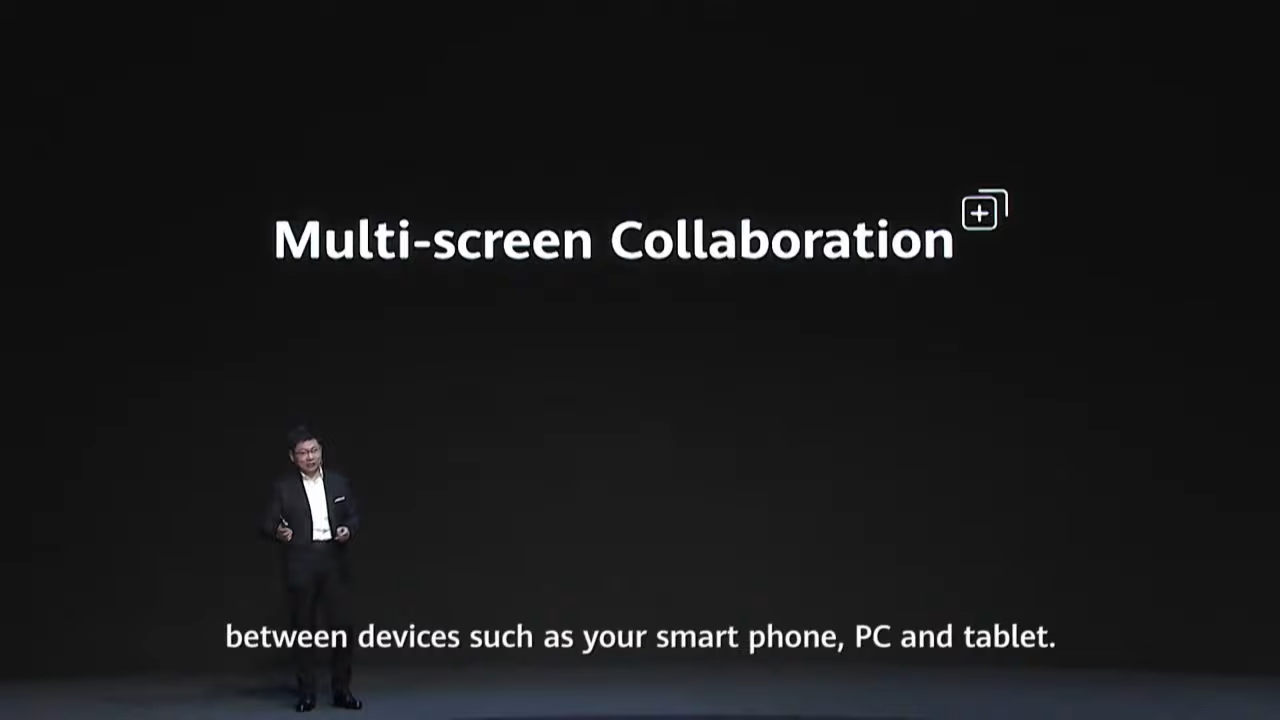 Multi-screen Collaboration
between devices such as your smart phone, PC and tablet.